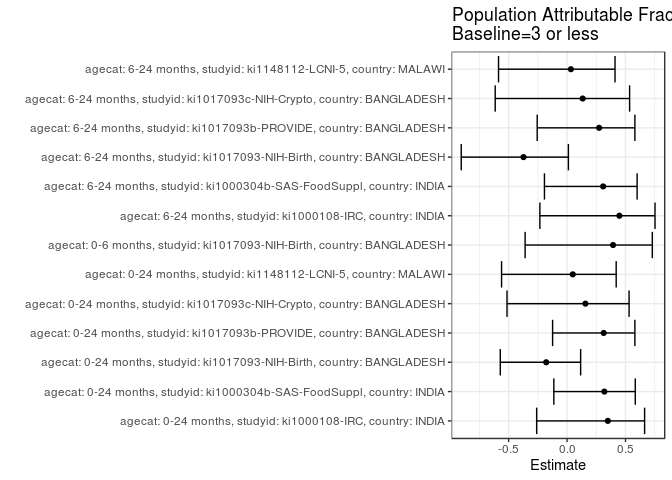 Population Attributable Frac
Baseline=3 or less
agecat: 6-24 months, studyid: ki1148112-LCNI-5, country: MALAWI
agecat: 6-24 months, studyid: ki1017093c-NIH-Crypto, country: BANGLADESH
agecat: 6-24 months, studyid: ki1017093b-PROVIDE, country: BANGLADESH
agecat: 6-24 months, studyid: ki1017093-NIH-Birth, country: BANGLADESH
agecat: 6-24 months, studyid: ki1000304b-SAS-FoodSuppl, country: INDIA
agecat: 6-24 months, studyid: ki1000108-IRC, country: INDIA
agecat: 0-6 months, studyid: ki1017093-NIH-Birth, country: BANGLADESH
agecat: 0-24 months, studyid: ki1148112-LCNI-5, country: MALAWI
agecat: 0-24 months, studyid: ki1017093c-NIH-Crypto, country: BANGLADESH
agecat: 0-24 months, studyid: ki1017093b-PROVIDE, country: BANGLADESH
agecat: 0-24 months, studyid: ki1017093-NIH-Birth, country: BANGLADESH
agecat: 0-24 months, studyid: ki1000304b-SAS-FoodSuppl, country: INDIA
agecat: 0-24 months, studyid: ki1000108-IRC, country: INDIA
-0.5 0.0 0.5
Estimate